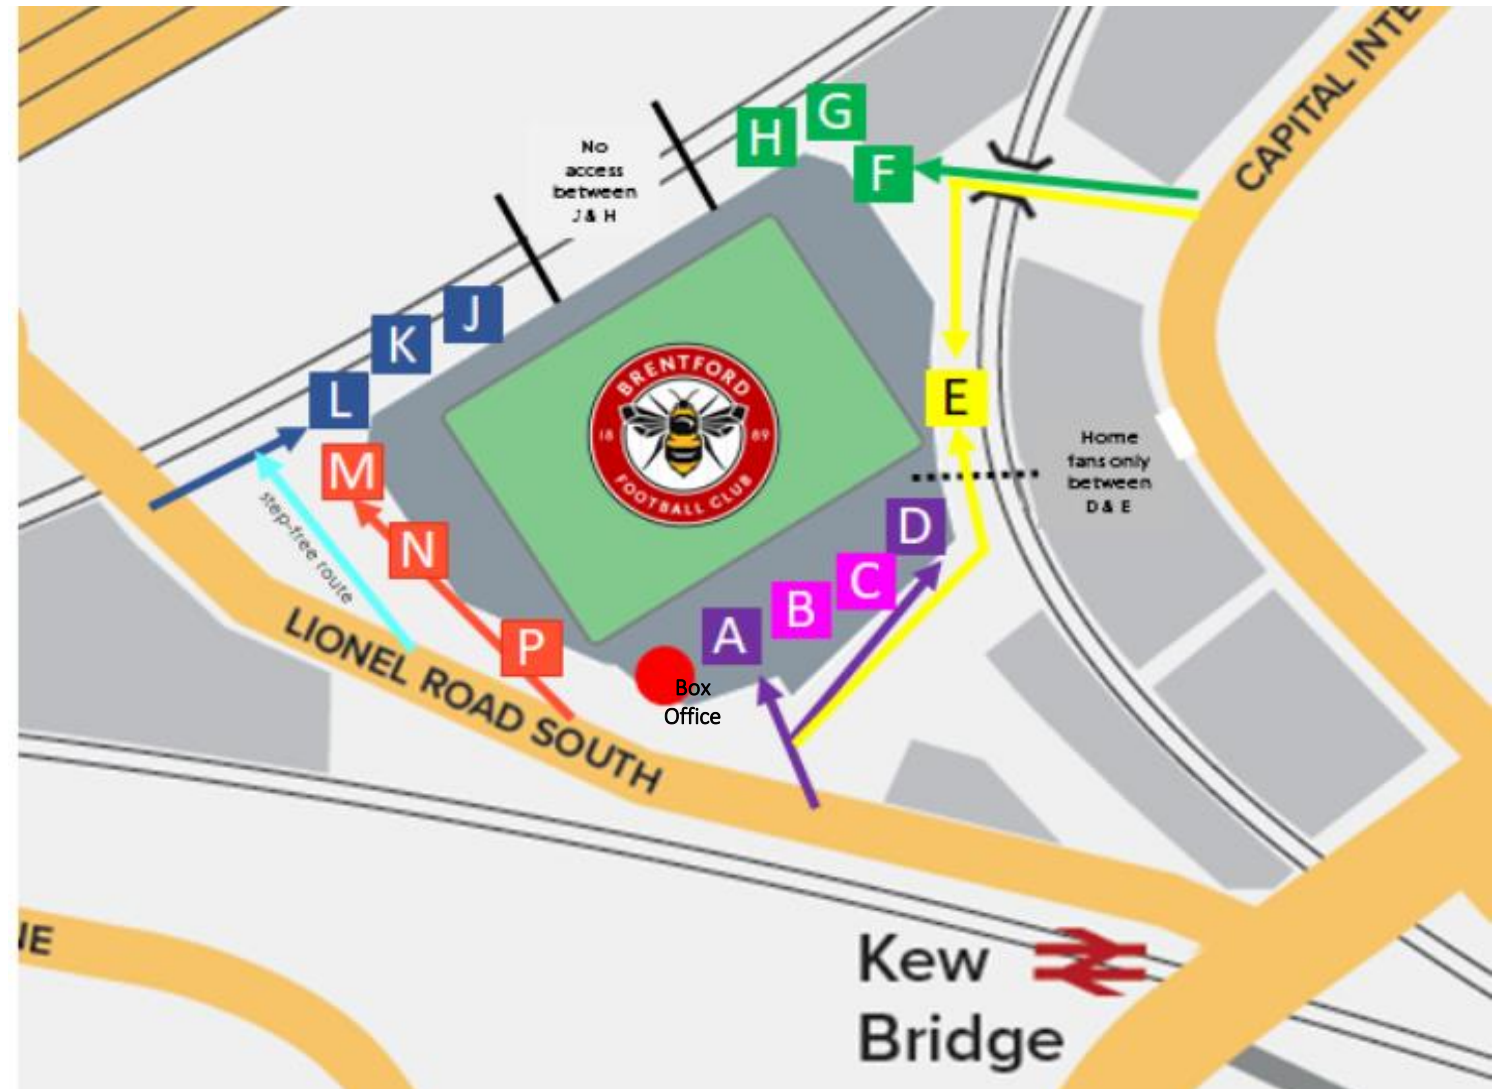 CAPITAL INTE
G
H
No
access
between
J & H
F
J
K
E
L
BRENTFORD
18 89
FOOTBALL CLUB
Home
fans only
between
D & E
M
D
step-free route
N
C
B
A
P
LIONEL ROAD SOUTH
Box
Office
NE
Kew
Bridge